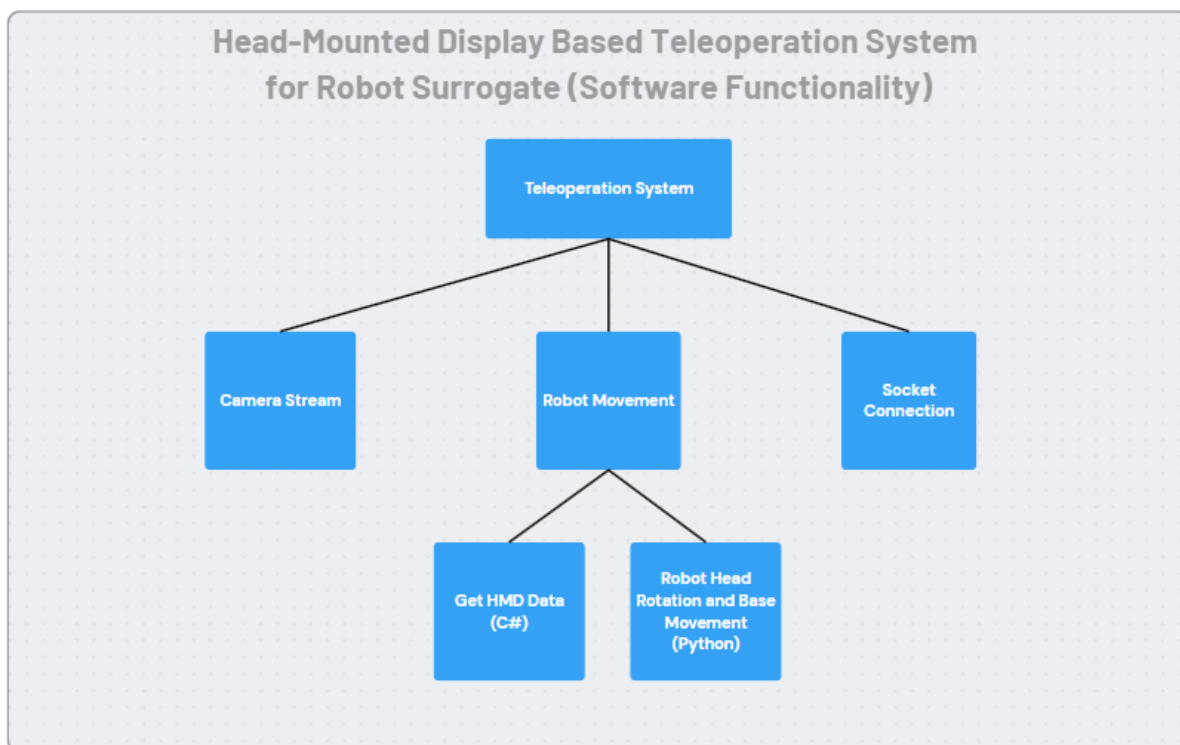 Head-Mounted Display Based Teleoperation System
for Robot Surrogate (Software Functionality)
Teleoperation System
Camera Stream
Robot Movement
Socket
Connection
Get HMD Data
(C#)
Robot Head
Rotation and Base
Movement
(Python)